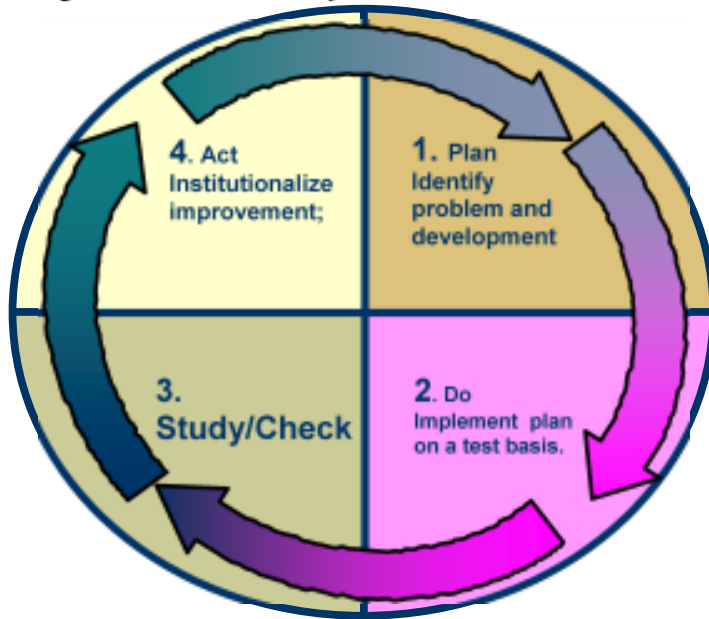 1. Plan
Identify
problem and
development
2. Do
Implement plan
on a test basis.
3.
Study/Check
4. Act
Institutionalize
improvement;